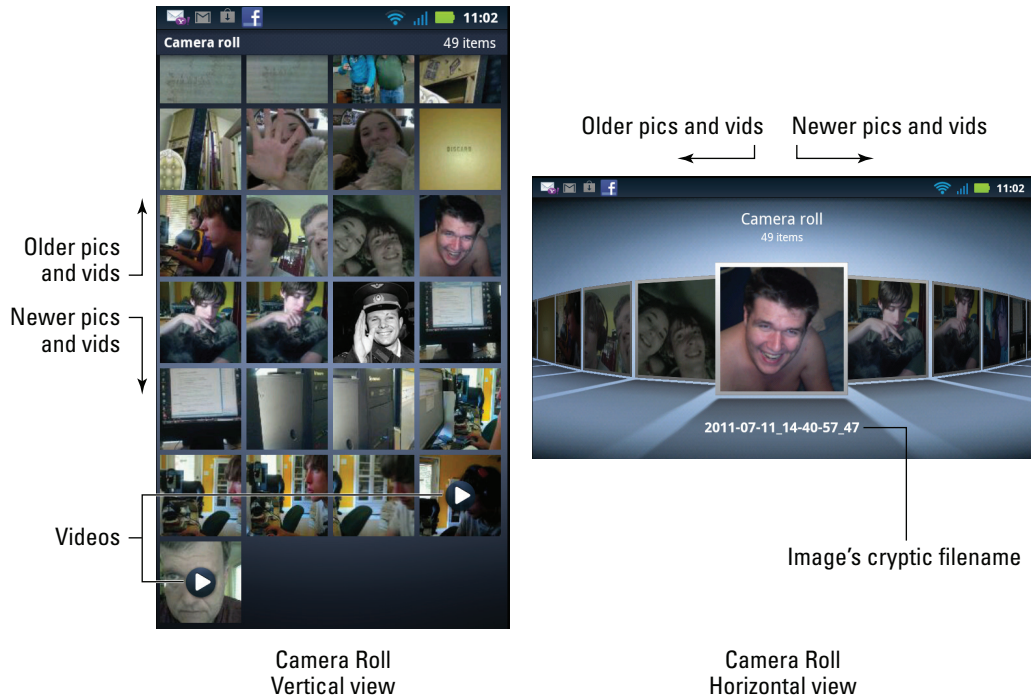 11:02
Camera roll
49 items
DISCARD
Older pics
and vids
Newer pics
and vids
Videos
Camera Roll
Vertical view
Older pics and vids
Newer pics and vids
11:02
Camera roll
49 items
2011-07-11_14-40-57_47
Image's cryptic filename
Camera Roll
Horizontal view